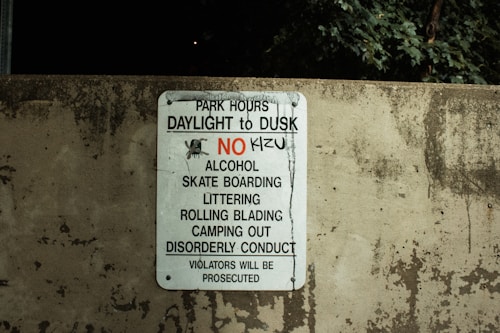 PARK HOURS
DAYLIGHT to DUSK
NO KIZU
ALCOHOL
SKATE BOARDING
LITTERING
ROLLING BLADING
CAMPING OUT
DISORDERLY CONDUCT
VIOLATORS WILL BE
PROSECUTED